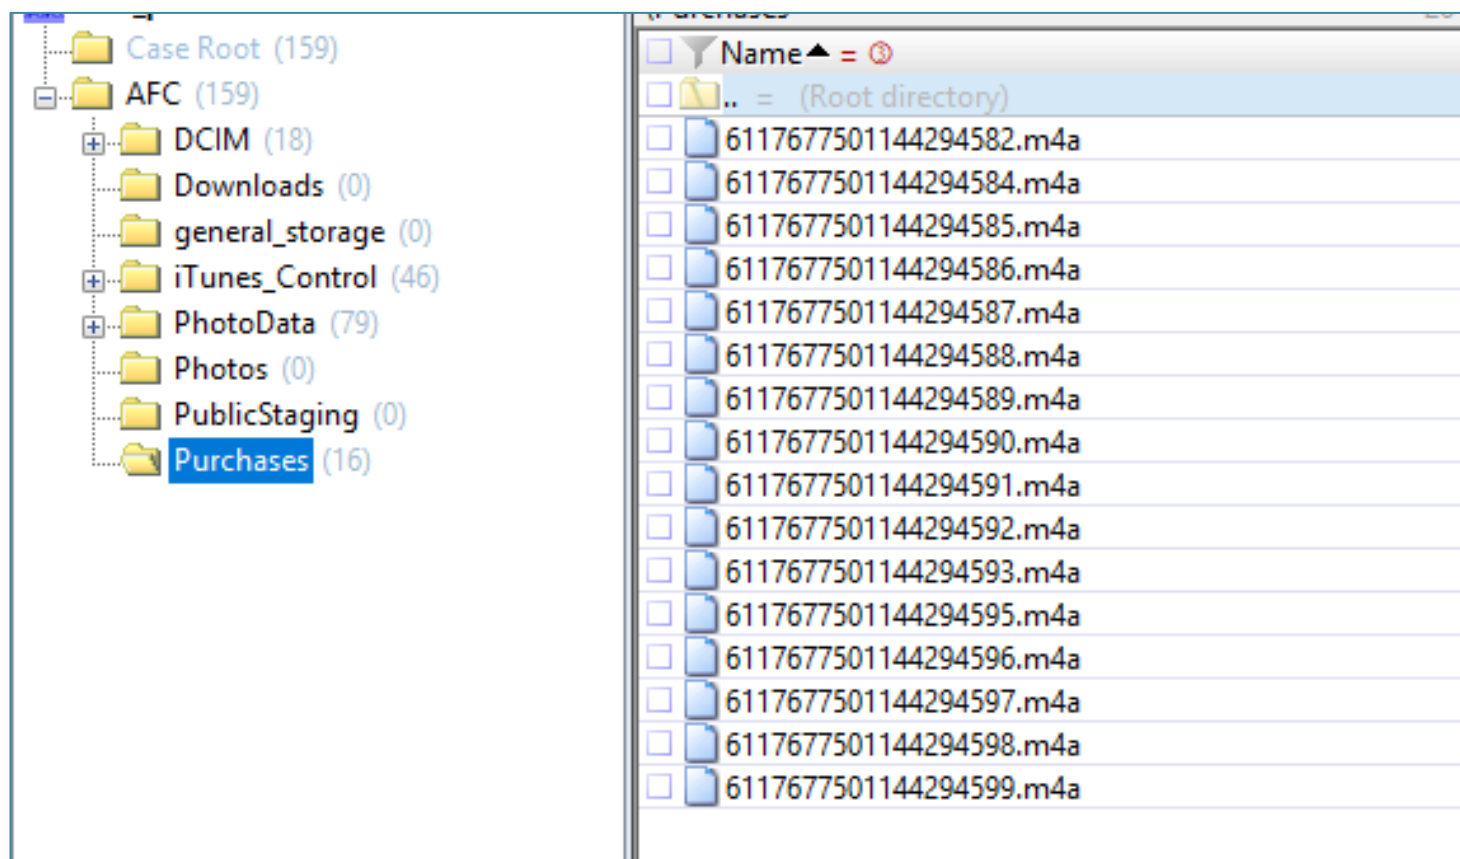 Case Root (159)
AFC (159)
DCIM (18)
Downloads (0)
general_storage (0)
iTunes_Control (46)
PhotoData (79)
Photos (0)
PublicStaging (0)
Purchases (16)
Name▲ = ③
.. = (Root directory)
6117677501144294582.m4a
6117677501144294584.m4a
6117677501144294585.m4a
6117677501144294586.m4a
6117677501144294587.m4a
6117677501144294588.m4a
6117677501144294589.m4a
6117677501144294590.m4a
6117677501144294591.m4a
6117677501144294592.m4a
6117677501144294593.m4a
6117677501144294595.m4a
6117677501144294596.m4a
6117677501144294597.m4a
6117677501144294598.m4a
6117677501144294599.m4a